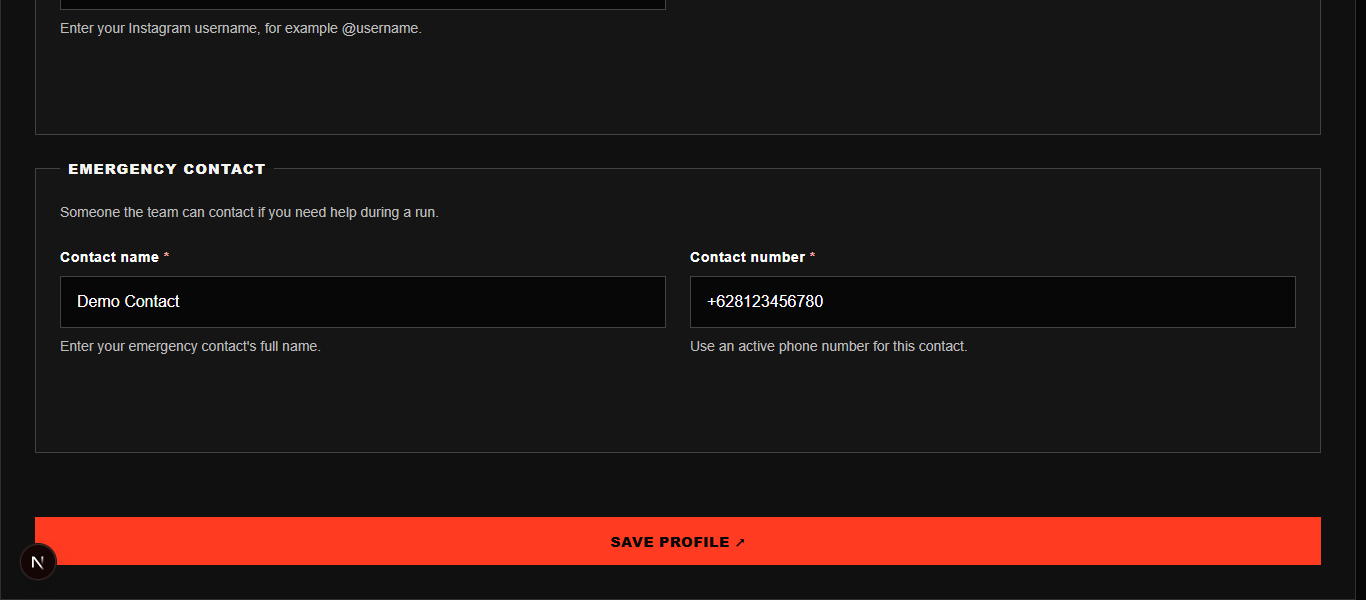 Enter your Instagram username, for example @username.
EMERGENCY CONTACT
Someone the team can contact if you need help during a run.
Contact name *
Contact number *
Demo Contact
+628123456780
Enter your emergency contact's full name.
Use an active phone number for this contact.
SAVE PROFILE ↗
N